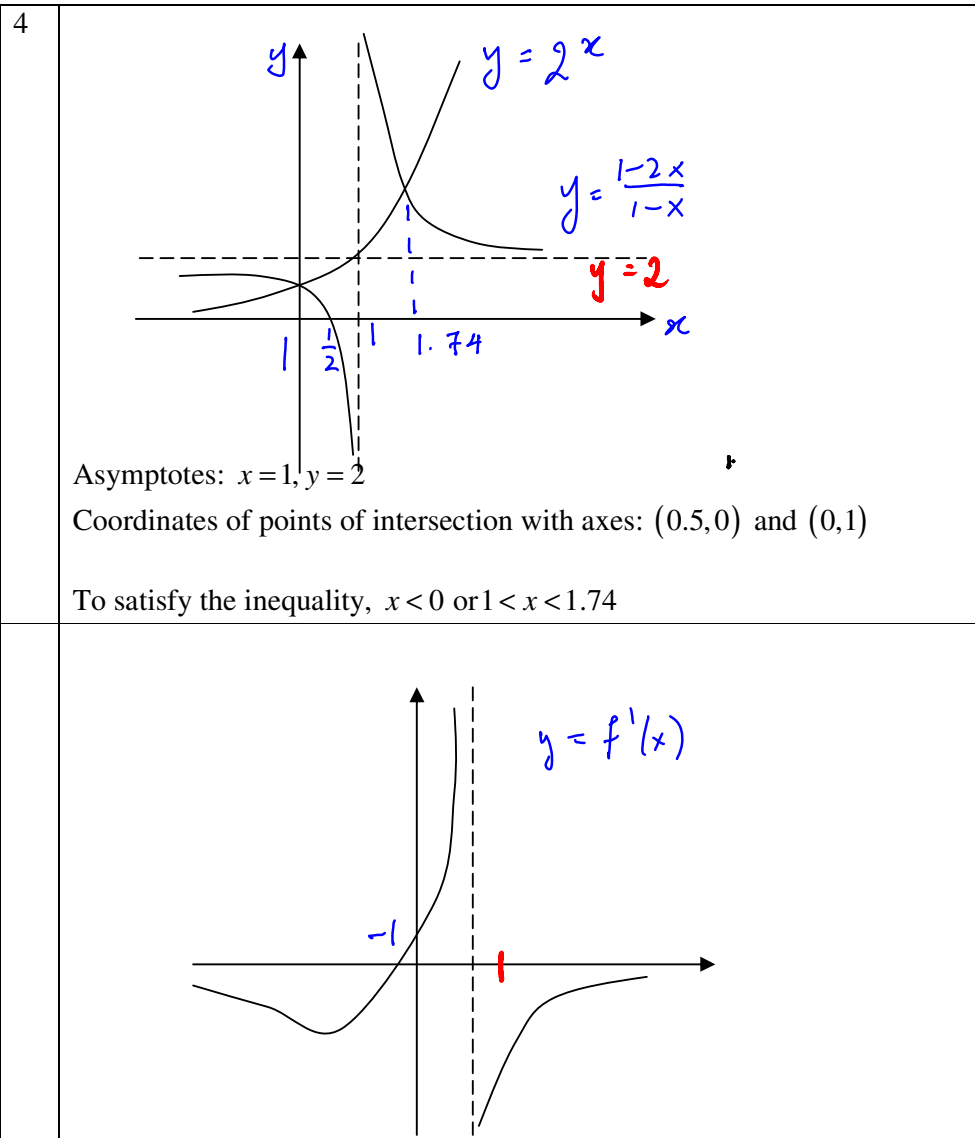 4
y
y = 2^x
y = (1-2x)/(1-x)
y = 2
x
1
1/2
1
1.74
Asymptotes: x = 1, y = 2
Coordinates of points of intersection with axes: (0.5, 0) and (0,1)
To satisfy the inequality, x < 0 or 1 < x < 1.74
y = f'(x)
-1
1